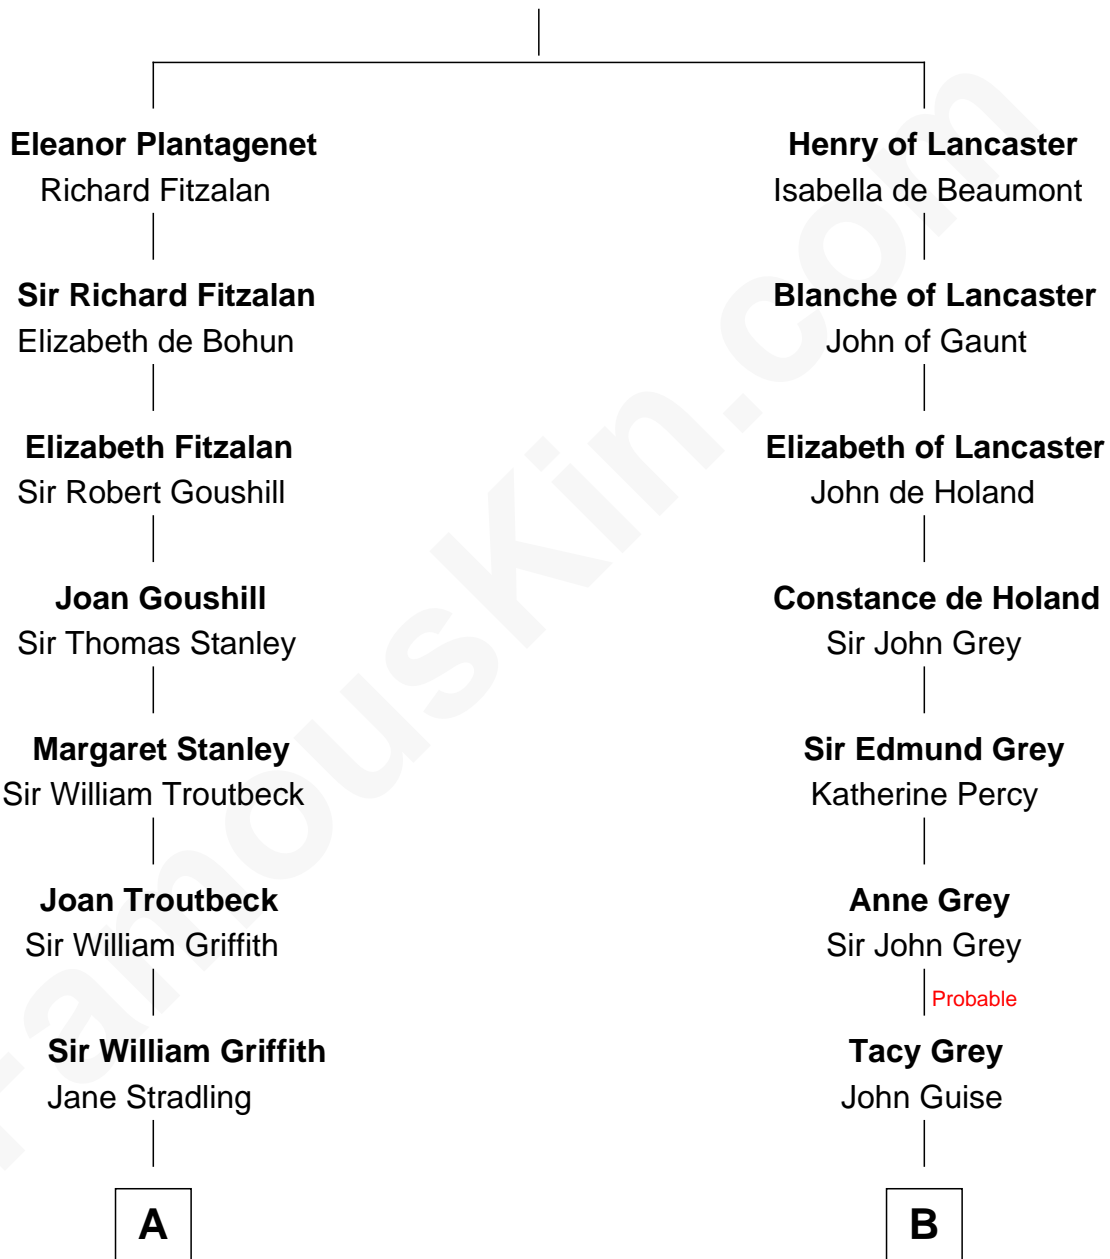 Eleanor Plantagenet
Richard Fitzalan
Sir Richard Fitzalan
Elizabeth de Bohun
Elizabeth Fitzalan
Sir Robert Goushill
Joan Goushill
Sir Thomas Stanley
Margaret Stanley
Sir William Troutbeck
Joan Troutbeck
Sir William Griffith
Sir William Griffith
Jane Stradling
A
Henry of Lancaster
Isabella de Beaumont
Blanche of Lancaster
John of Gaunt
Elizabeth of Lancaster
John de Holand
Constance de Holand
Sir John Grey
Sir Edmund Grey
Katherine Percy
Anne Grey
Sir John Grey
Probable
Tacy Grey
John Guise
B
FamousKin.com